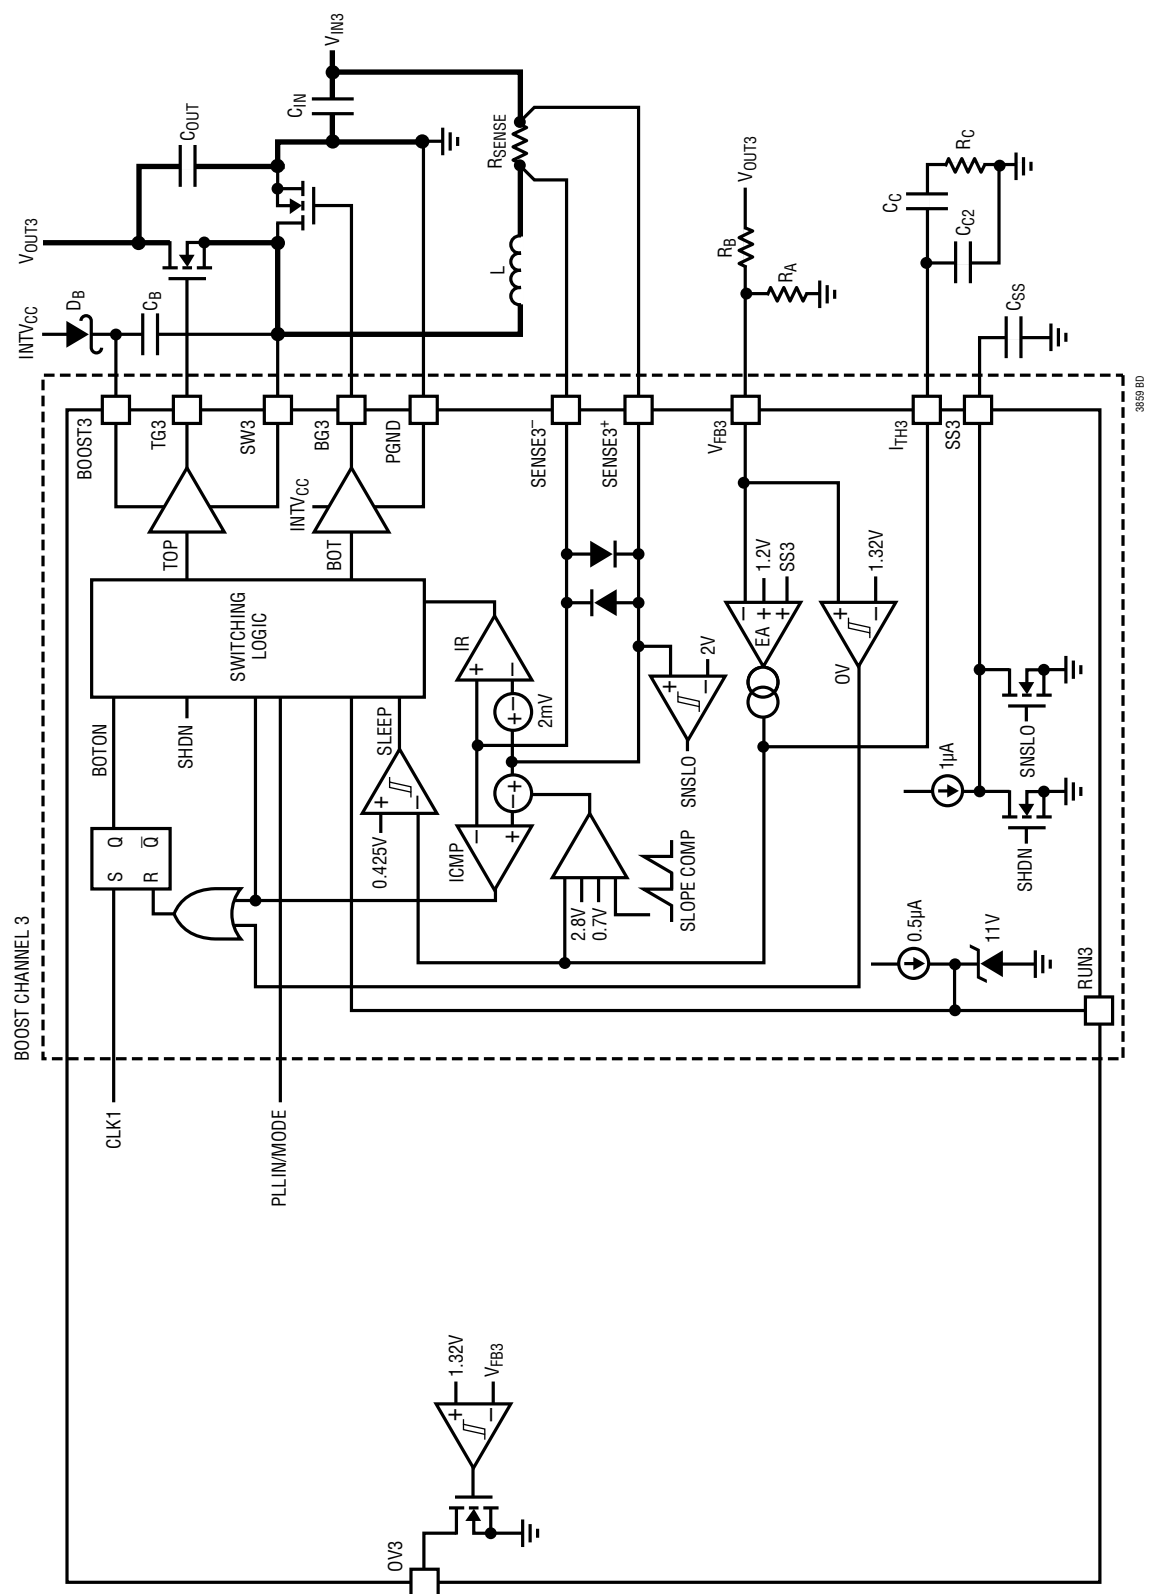 BOOST CHANNEL 3
INTVCC
VOUT3
DB
CB
COUT
VIN3
CIN
L
RSENSE
VOUT3
RB
RA
CC
RC
CC2
CSS
BOOST3
TG3
SW3
BG3
PGND
SENSE3−
SENSE3+
VFB3
ITH3
SS3
TOP
INTVCC
BOT
SWITCHING
LOGIC
BOTON
SHDN
SLEEP
IR
+
−
− +
2mV
+
−
0.425V
− +
ICMP
−
+
+
−
2V
SNSLO
1.2V
SS3
−
+
+
EA
1.32V
+
−
OV
S Q
R Q̅
2.8V
0.7V
SLOPE COMP
1µA
SNSLO
SHDN
0.5µA
11V
RUN3
CLK1
PLLIN/MODE
1.32V
VFB3
+
−
OV3
3859 BD